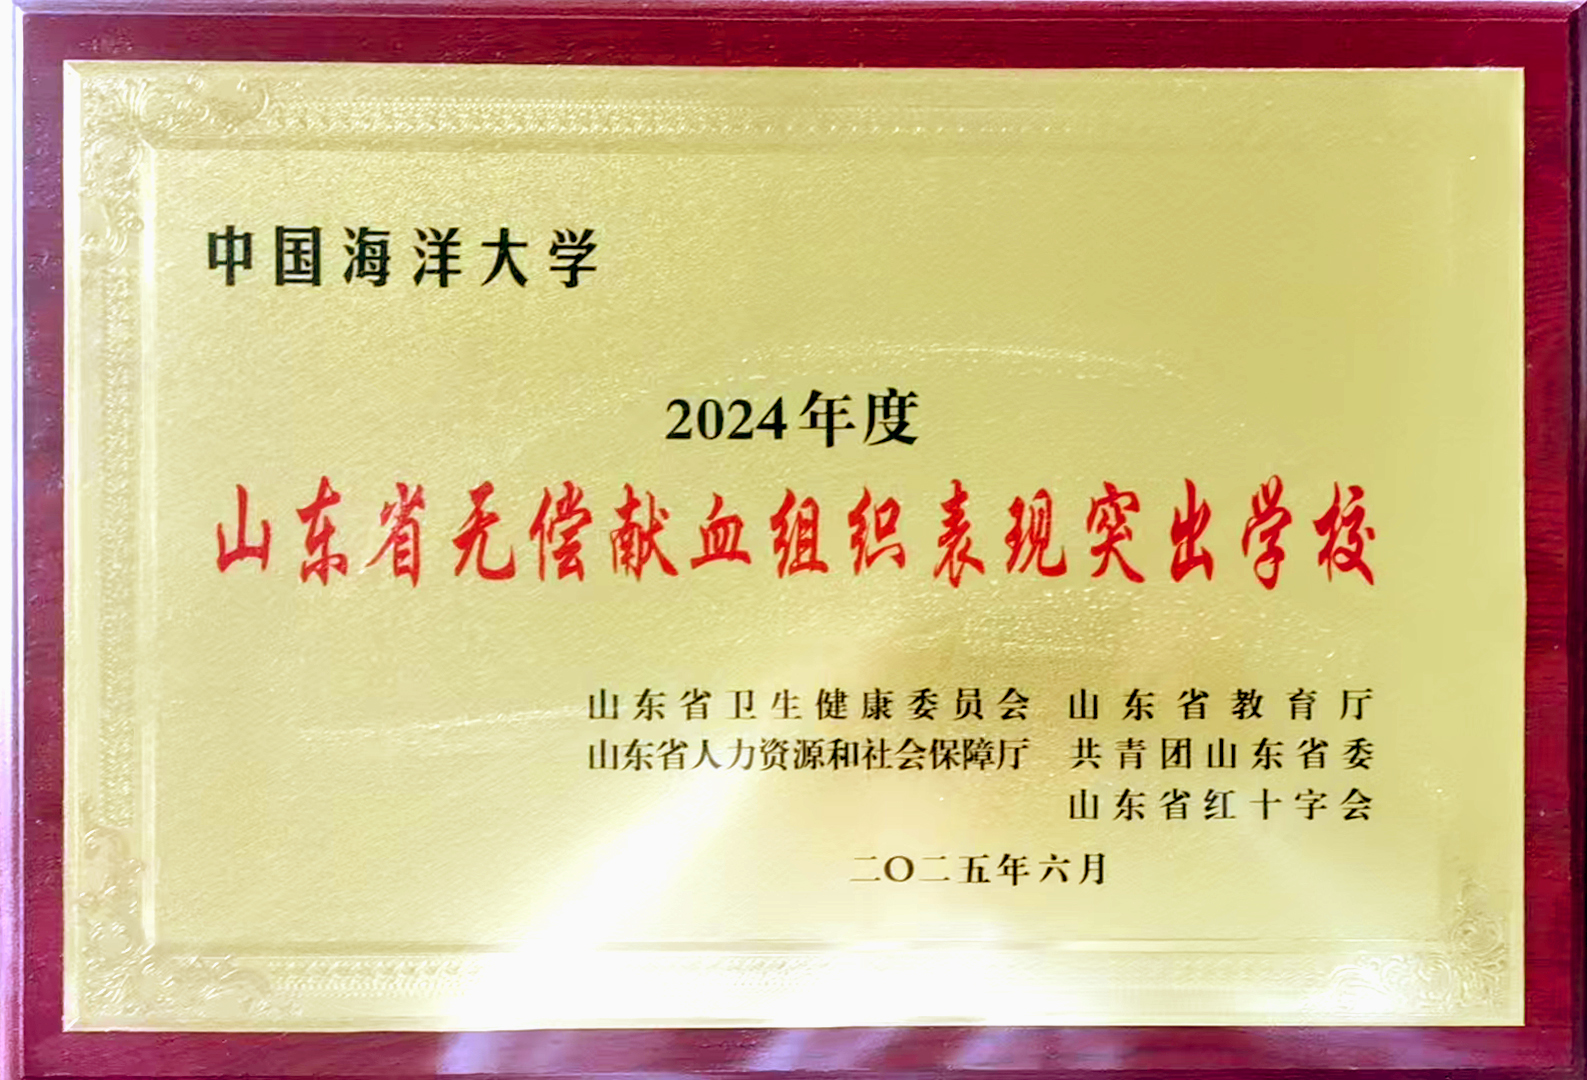 中国海洋大学
2024年度
山东省无偿献血组织表现突出学校
山东省卫生健康委员会 山东省教育厅
山东省人力资源和社会保障厅 共青团山东省委
山东省红十字会
二〇二五年六月